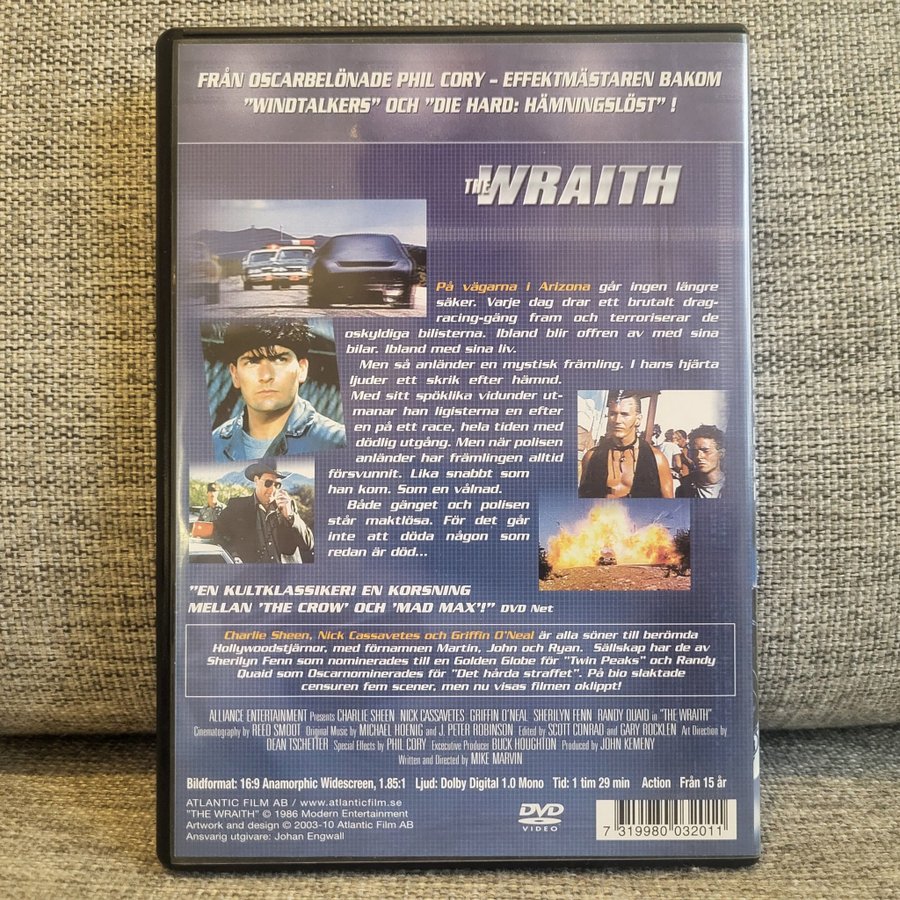 FRÅN OSCARBELÖNADE PHIL CORY – EFFEKTMÄSTAREN BAKOM
"WINDTALKERS" OCH "DIE HARD: HÄMNINGSLÖST" !
THE WRAITH
På vägarna i Arizona går ingen längre
säker. Varje dag drar ett brutalt drag-
racing-gäng fram och terroriserar de
oskyldiga bilisterna. Ibland blir offren av med sina
bilar. Ibland med sina liv.
Men så anländer en mystisk främling. I hans hjärta
ljuder ett skrik efter hämnd.
Med sitt spöklika vidunder ut-
manar han ligisterna en efter
en på ett race, hela tiden med
dödlig utgång. Men när polisen
anländer har främlingen alltid
försvunnit. Lika snabbt som
han kom. Som en vålnad.
Både gänget och polisen
står maktlösa. För det går
inte att döda någon som
redan är död...
"EN KULTKLASSIKER! EN KORSNING
MELLAN 'THE CROW' OCH 'MAD MAX'!" DVD Net
Charlie Sheen, Nick Cassavetes och Griffin O'Neal är alla söner till berömda
Hollywoodstjärnor, med förnamnen Martin, John och Ryan. Sällskap har de av
Sherilyn Fenn som nominerades till en Golden Globe för "Twin Peaks" och Randy
Quaid som Oscarnominerades för "Det hårda straffet". På bio slaktade
censuren fem scener, men nu visas filmen oklippt!
ALLIANCE ENTERTAINMENT Presents CHARLIE SHEEN NICK CASSAVETES GRIFFIN O'NEAL SHERILYN FENN RANDY QUAID in "THE WRAITH"
Cinematography by REED SMOOT Original Music by MICHAEL HOENIG and J. PETER ROBINSON Edited by SCOTT CONRAD and GARY ROCKLEN Art Direction by
DEAN TSCHETTER Special Effects by PHIL CORY Excecutive Producer BUCK HOUGHTON Produced by JOHN KEMENY
Written and Directed by MIKE MARVIN
Bildformat: 16:9 Anamorphic Widescreen, 1.85:1 Ljud: Dolby Digital 1.0 Mono Tid: 1 tim 29 min Action Från 15 år
ATLANTIC FILM AB / www.atlanticfilm.se
"THE WRAITH" © 1986 Modern Entertainment
Artwork and design © 2003-10 Atlantic Film AB
Ansvarig utgivare: Johan Engwall
DVD
VIDEO
7 319980 032011